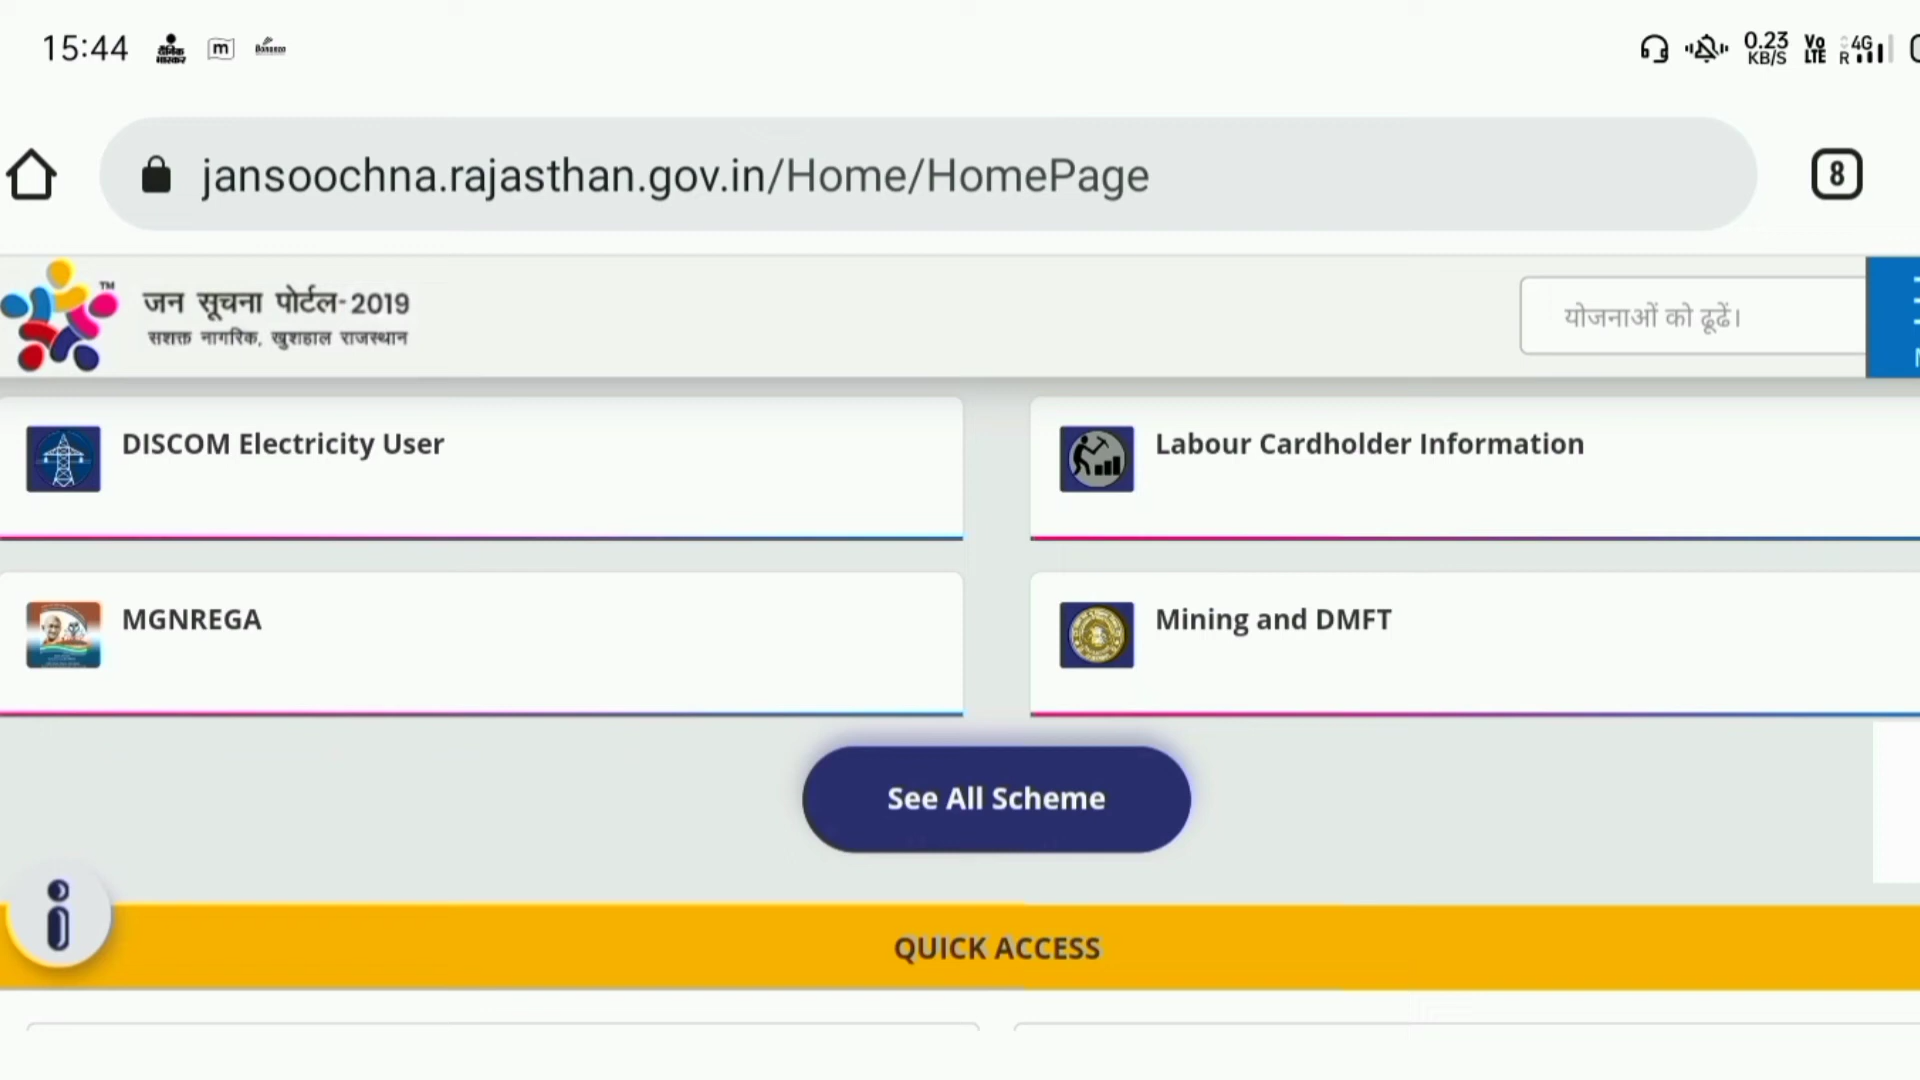 15:44
दैनिक
भास्कर
m
0.23
KB/S
Vo
LTE
4G
R
jansoochna.rajasthan.gov.in/Home/HomePage
8
TM
जन सूचना पोर्टल-2019
सशक्त नागरिक, खुशहाल राजस्थान
योजनाओं को ढूढें।
DISCOM Electricity User
Labour Cardholder Information
MGNREGA
Mining and DMFT
See All Scheme
QUICK ACCESS